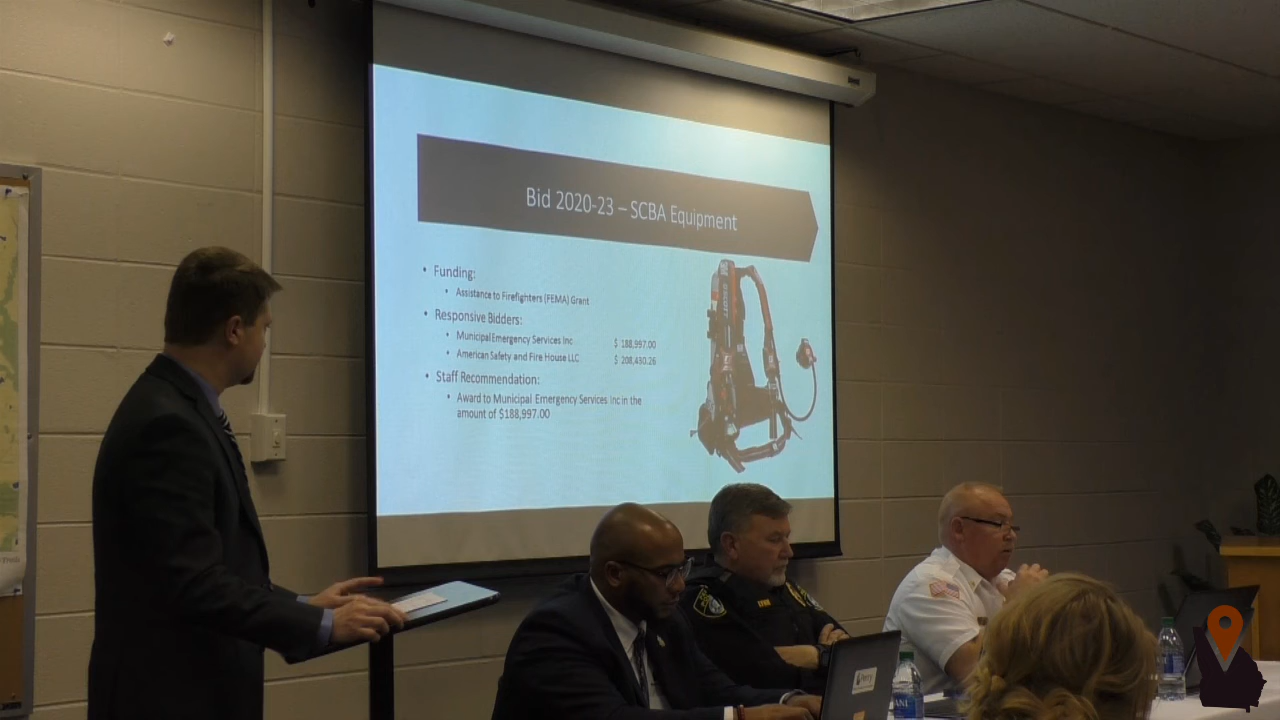 Bid 2020-23 – SCBA Equipment
• Funding:
• Assistance to Firefighters (FEMA) Grant
• Responsive Bidders:
• Municipal Emergency Services Inc $ 188,997.00
• American Safety and Fire House LLC $ 208,430.26
• Staff Recommendation:
• Award to Municipal Emergency Services Inc in the
amount of $188,997.00
SCOTT
Perry